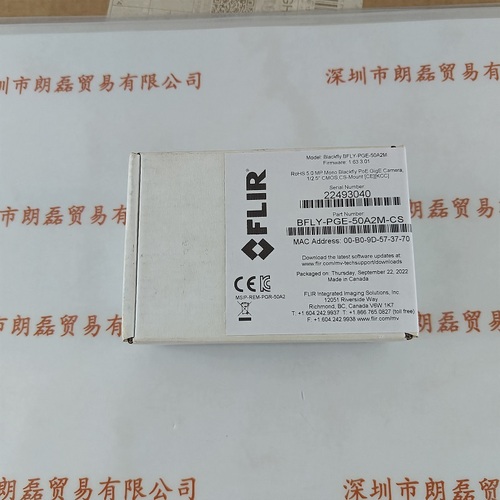 深圳市朗磊贸易有限公司
深圳市朗磊贸易有限公司
Model: Blackfly BFLY-PGE-50A2M
Firmware: 1.63.3.01
RoHS 5.0 MP Mono Blackfly PoE GigE Camera,
1/2.5" CMOS,CS-Mount [CE][KCC]
Serial Number
22493040
Part Number
BFLY-PGE-50A2M-CS
MAC Address: 00-B0-9D-57-37-70
Download the latest software updates at
www.flir.com/mv-techsupport/downloads
Packaged on: Thursday, September 22, 2022
Made in Canada
FLIR Integrated Imaging Solutions, Inc
12051 Riverside Way
Richmond, BC, Canada V6W 1K7
T: +1.604.242.9937 T: +1.866.765.0827 (toll free)
F: +1.604.242.9938 www.flir.com/mv
FLIR
CE
MSIP-REM-PGR-50A2
深圳市朗磊贸易有限公司
深圳市朗磊贸易有限公司
深圳市朗磊贸易有限公司
深圳市朗磊贸易有限公司